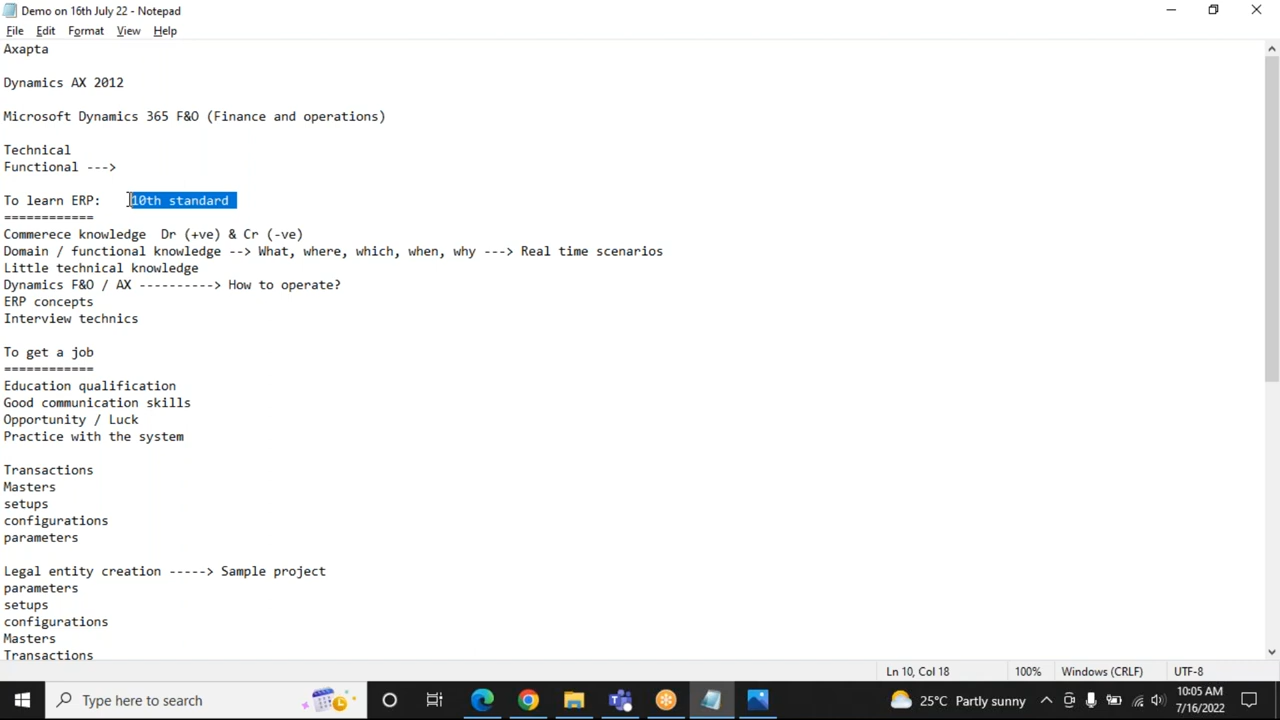 Demo on 16th July 22 - Notepad
File Edit Format View Help
Axapta
Dynamics AX 2012
Microsoft Dynamics 365 F&O (Finance and operations)
Technical
Functional --->
To learn ERP: 10th standard
============
Commerece knowledge Dr (+ve) & Cr (-ve)
Domain / functional knowledge --> What, where, which, when, why ---> Real time scenarios
Little technical knowledge
Dynamics F&O / AX ----------> How to operate?
ERP concepts
Interview technics
To get a job
============
Education qualification
Good communication skills
Opportunity / Luck
Practice with the system
Transactions
Masters
setups
configurations
parameters
Legal entity creation -----> Sample project
parameters
setups
configurations
Masters
Transactions
Ln 10, Col 18 100% Windows (CRLF) UTF-8
Type here to search 25°C Partly sunny 10:05 AM
7/16/2022